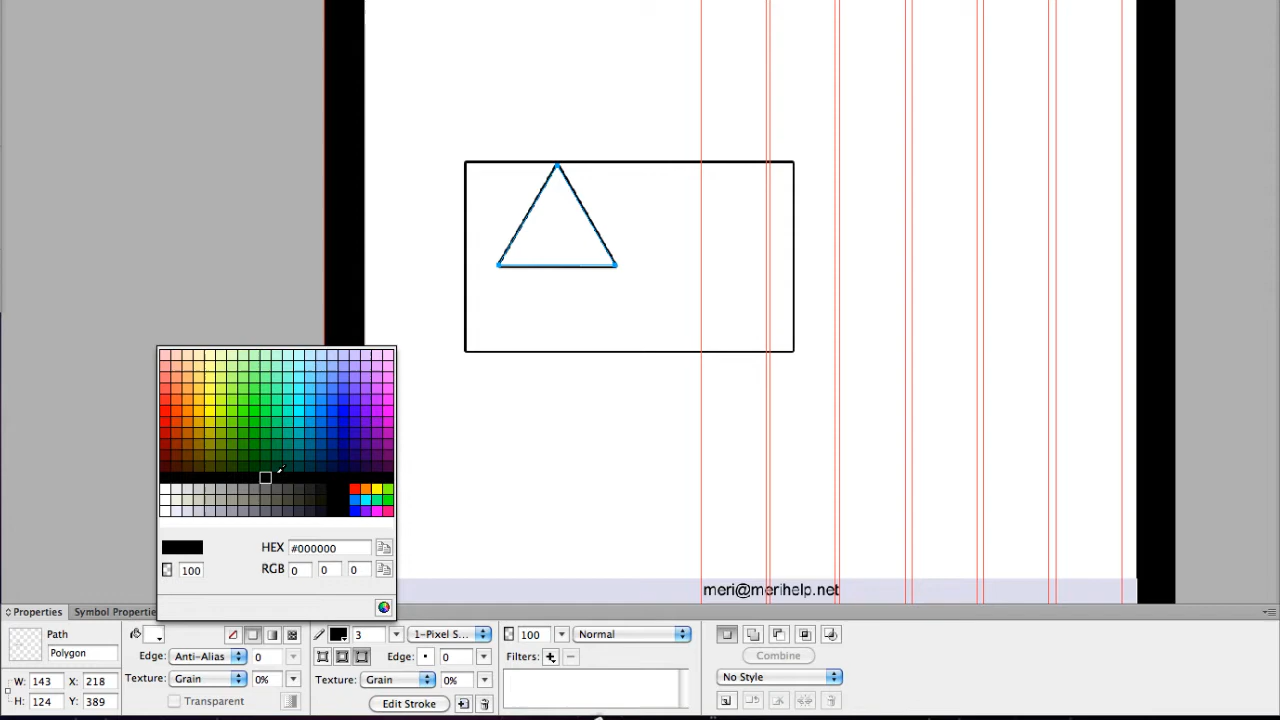 HEX #000000
100 RGB 0 0 0
meri@merihelp.net
Properties Symbol Propertie
Path 3 1-Pixel S... 100 Normal
Polygon Edge: Anti-Alias 0 Edge: 0 Filters: Combine
W: 143 X: 218 Texture: Grain 0% Texture: Grain 0% No Style
H: 124 Y: 389 Transparent Edit Stroke